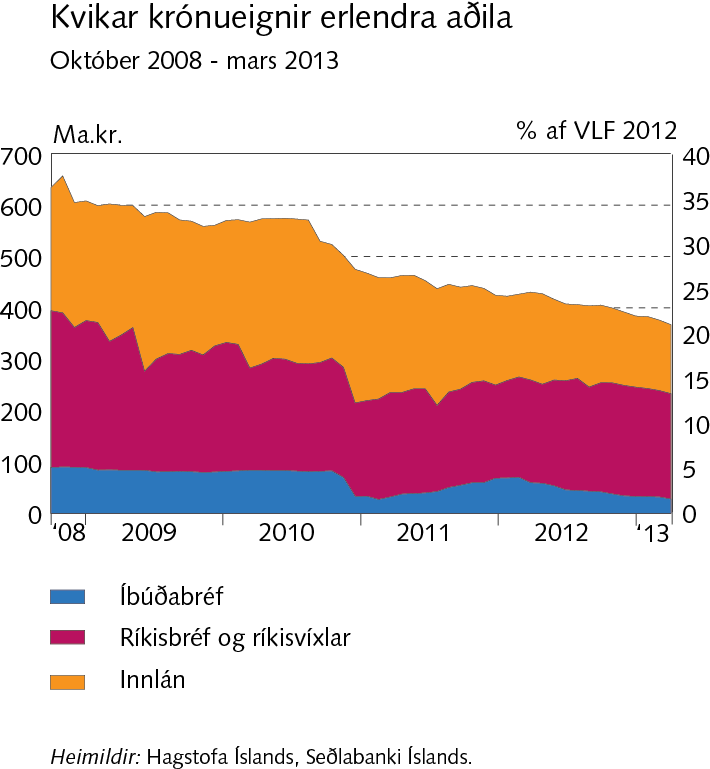 Kvikar krónueignir erlendra aðila
Október 2008 - mars 2013
Ma.kr.
% af VLF 2012
700 40
600 35
500 30
400 25
300 20
200 15
100 10
0 5
0
'08 2009 2010 2011 2012 '13
Íbúðabréf
Ríkisbréf og ríkisvíxlar
Innlán
Heimildir: Hagstofa Íslands, Seðlabanki Íslands.